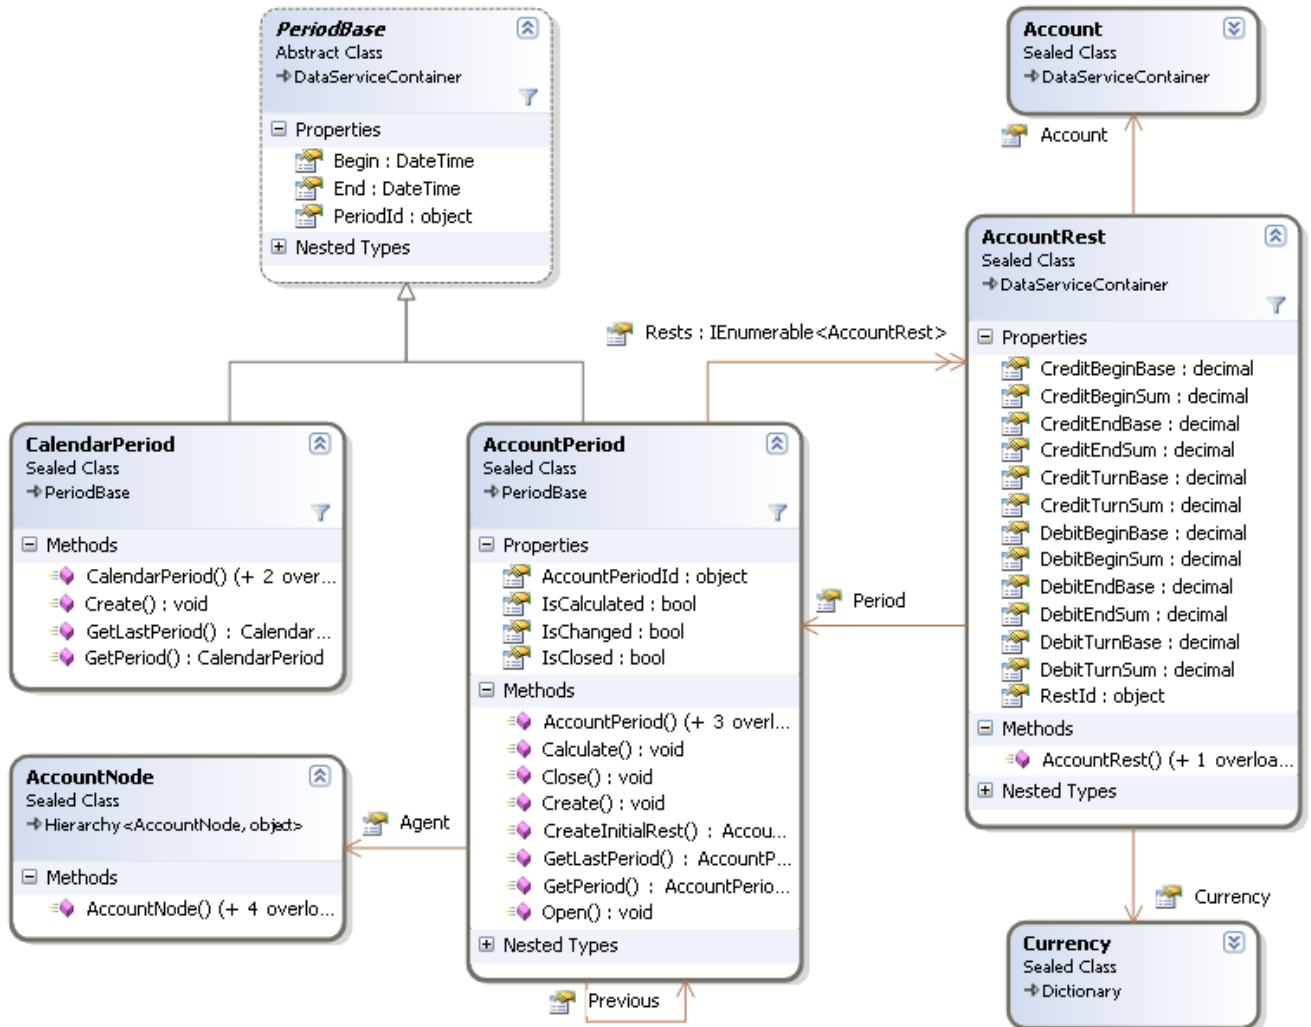 PeriodBase
Abstract Class
DataServiceContainer
Properties
Begin : DateTime
End : DateTime
PeriodId : object
Nested Types
Account
Sealed Class
DataServiceContainer
Account
AccountRest
Sealed Class
DataServiceContainer
Properties
CreditBeginBase : decimal
CreditBeginSum : decimal
CreditEndBase : decimal
CreditEndSum : decimal
CreditTurnBase : decimal
CreditTurnSum : decimal
DebitBeginBase : decimal
DebitBeginSum : decimal
DebitEndBase : decimal
DebitEndSum : decimal
DebitTurnBase : decimal
DebitTurnSum : decimal
RestId : object
Methods
AccountRest() (+ 1 overloa...
Nested Types
Rests : IEnumerable<AccountRest>
CalendarPeriod
Sealed Class
PeriodBase
Methods
CalendarPeriod() (+ 2 over...
Create() : void
GetLastPeriod() : Calendar...
GetPeriod() : CalendarPeriod
AccountPeriod
Sealed Class
PeriodBase
Properties
AccountPeriodId : object
IsCalculated : bool
IsChanged : bool
IsClosed : bool
Methods
AccountPeriod() (+ 3 overl...
Calculate() : void
Close() : void
Create() : void
CreateInitialRest() : Accou...
GetLastPeriod() : AccountP...
GetPeriod() : AccountPerio...
Open() : void
Nested Types
Period
AccountNode
Sealed Class
Hierarchy<AccountNode, object>
Methods
AccountNode() (+ 4 overlo...
Agent
Previous
Currency
Currency
Sealed Class
Dictionary